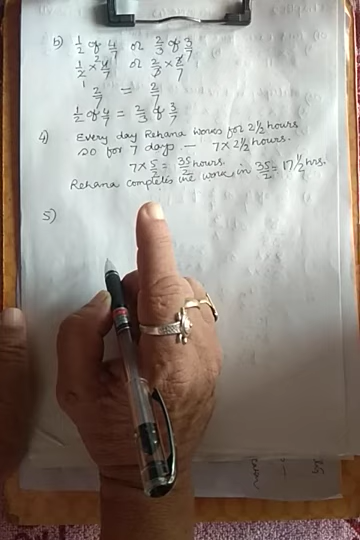 b) 1/2 of 4/7 or 2/3 of 3/7
1/2 × 4/7 or 2/3 × 3/7
2/7 = 2/7
1/2 of 4/7 = 2/3 of 3/7
4) Every day Rehana works for 2 1/2 hours
so for 7 days — 7 × 2 1/2 hours.
7 × 5/2 = 35/2 hours.
Rehana completes the work in 35/2 = 17 1/2 hrs.
5)